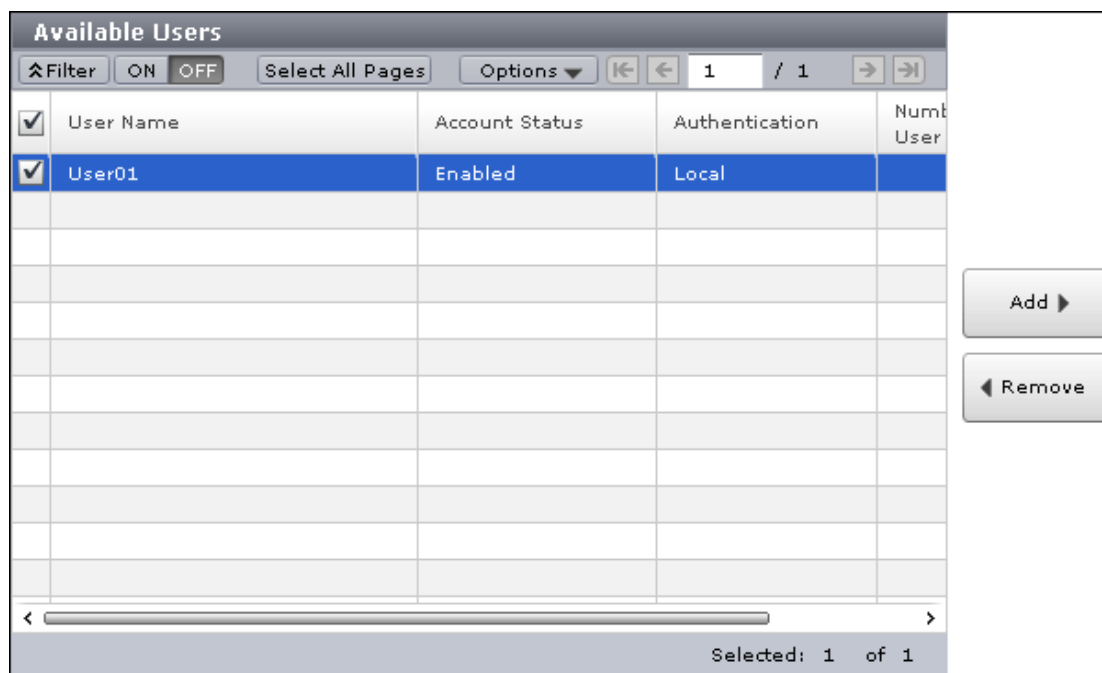 Available Users
Filter ON OFF Select All Pages Options 1 / 1
User Name Account Status Authentication
User
User01 Enabled Local
Add
Remove
Selected: 1 of 1